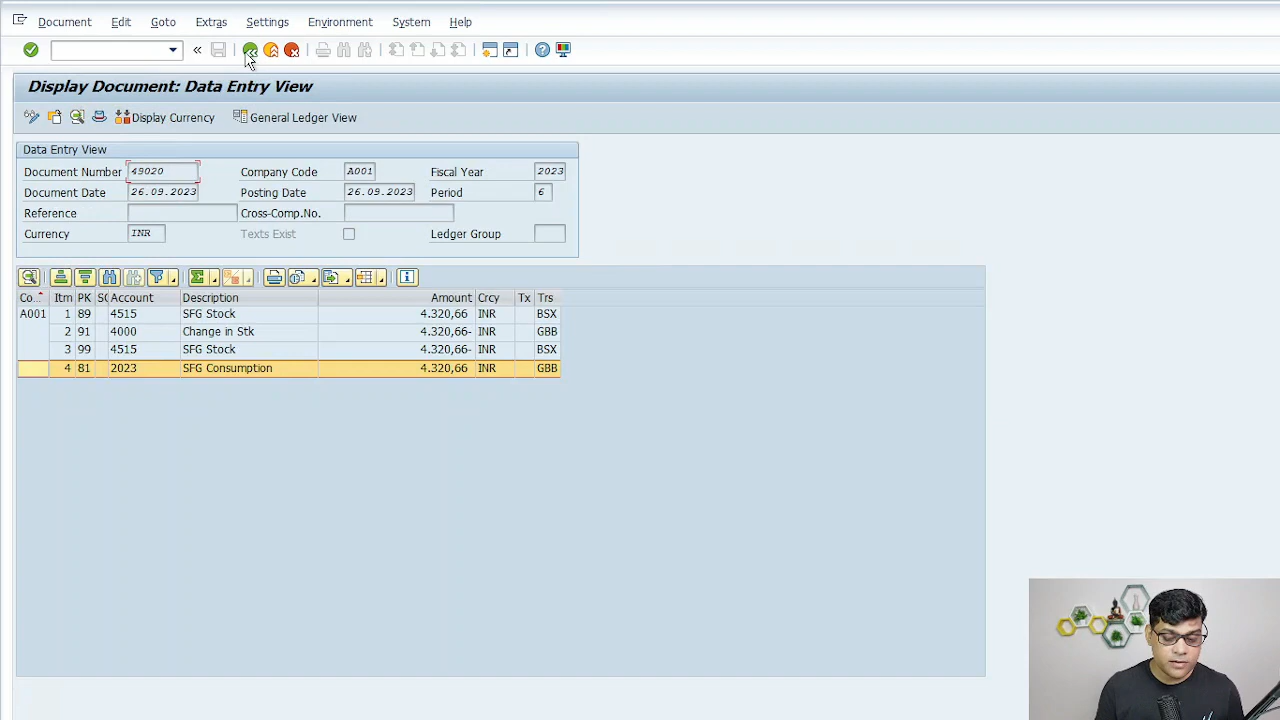 Document Edit Goto Extras Settings Environment System Help
Display Document: Data Entry View
Display Currency General Ledger View
Data Entry View
Document Number 49020 Company Code A001 Fiscal Year 2023
Document Date 26.09.2023 Posting Date 26.09.2023 Period 6
Reference Cross-Comp.No.
Currency INR Texts Exist Ledger Group
Co.. Itm PK SG Account Description Amount Crcy Tx Trs
A001 1 89 4515 SFG Stock 4.320,66 INR BSX
2 91 4000 Change in Stk 4.320,66- INR GBB
3 99 4515 SFG Stock 4.320,66- INR BSX
4 81 2023 SFG Consumption 4.320,66 INR GBB